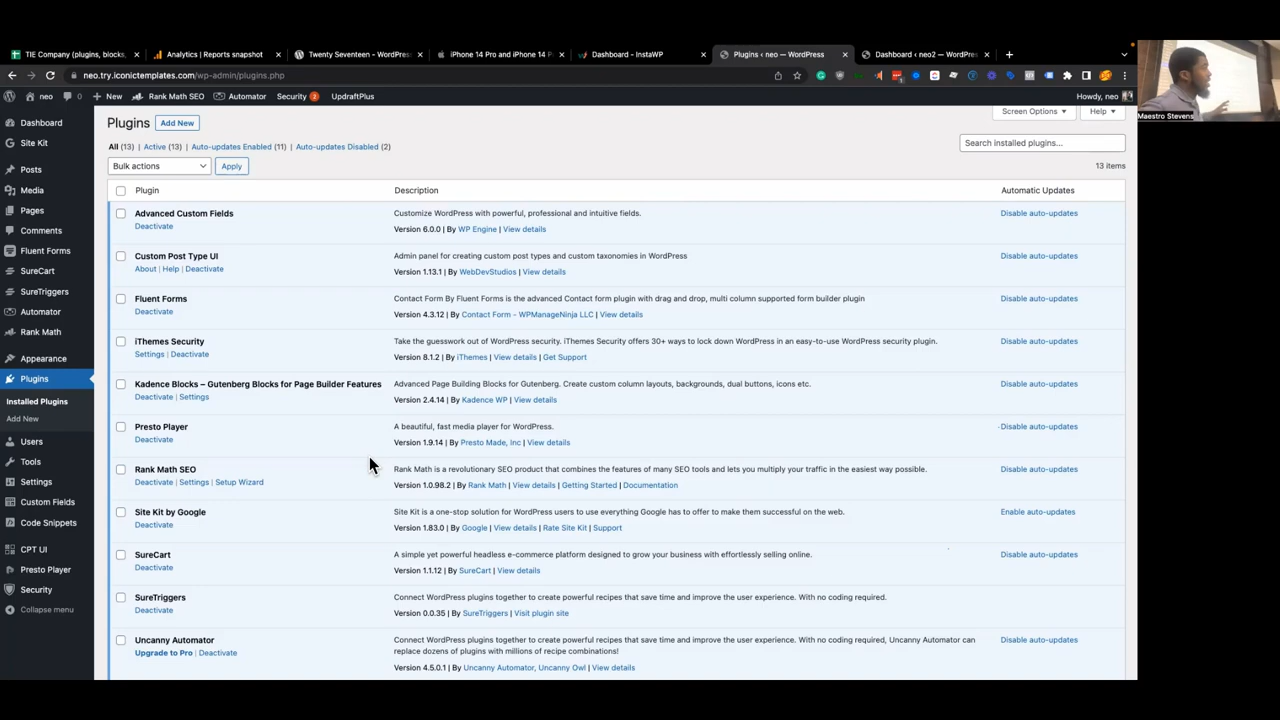 TIE Company (plugins, blocks,
Analytics | Reports snapshot
Twenty Seventeen – WordPres
iPhone 14 Pro and iPhone 14 P
Dashboard - InstaWP
Plugins ‹ neo — WordPress
Dashboard ‹ neo2 — WordPre
neo.try.iconictemplates.com/wp-admin/plugins.php
neo
0
New
Rank Math SEO
Automator
Security 2
UpdraftPlus
Howdy, neo
Maestro Stevens
Dashboard
Site Kit
Posts
Media
Pages
Comments
Fluent Forms
SureCart
SureTriggers
Automator
Rank Math
Appearance
Plugins
Installed Plugins
Add New
Users
Tools
Settings
Custom Fields
Code Snippets
CPT UI
Presto Player
Security
Collapse menu
Screen Options
Help
Plugins
Add New
All (13) | Active (13) | Auto-updates Enabled (11) | Auto-updates Disabled (2)
Search installed plugins...
Bulk actions
Apply
13 items
Plugin Description Automatic Updates
Advanced Custom Fields
Deactivate
Customize WordPress with powerful, professional and intuitive fields.
Version 6.0.0 | By WP Engine | View details
Disable auto-updates
Custom Post Type UI
About | Help | Deactivate
Admin panel for creating custom post types and custom taxonomies in WordPress
Version 1.13.1 | By WebDevStudios | View details
Disable auto-updates
Fluent Forms
Deactivate
Contact Form By Fluent Forms is the advanced Contact form plugin with drag and drop, multi column supported form builder plugin
Version 4.3.12 | By Contact Form - WPManageNinja LLC | View details
Disable auto-updates
iThemes Security
Settings | Deactivate
Take the guesswork out of WordPress security. iThemes Security offers 30+ ways to lock down WordPress in an easy-to-use WordPress security plugin.
Version 8.1.2 | By iThemes | View details | Get Support
Disable auto-updates
Kadence Blocks – Gutenberg Blocks for Page Builder Features
Deactivate | Settings
Advanced Page Building Blocks for Gutenberg. Create custom column layouts, backgrounds, dual buttons, icons etc.
Version 2.4.14 | By Kadence WP | View details
Disable auto-updates
Presto Player
Deactivate
A beautiful, fast media player for WordPress.
Version 1.9.14 | By Presto Made, Inc | View details
Disable auto-updates
Rank Math SEO
Deactivate | Settings | Setup Wizard
Rank Math is a revolutionary SEO product that combines the features of many SEO tools and lets you multiply your traffic in the easiest way possible.
Version 1.0.98.2 | By Rank Math | View details | Getting Started | Documentation
Disable auto-updates
Site Kit by Google
Deactivate
Site Kit is a one-stop solution for WordPress users to use everything Google has to offer to make them successful on the web.
Version 1.83.0 | By Google | View details | Rate Site Kit | Support
Enable auto-updates
SureCart
Deactivate
A simple yet powerful headless e-commerce platform designed to grow your business with effortlessly selling online.
Version 1.1.12 | By SureCart | View details
Disable auto-updates
SureTriggers
Deactivate
Connect WordPress plugins together to create powerful recipes that save time and improve the user experience. With no coding required.
Version 0.0.35 | By SureTriggers | Visit plugin site
Uncanny Automator
Upgrade to Pro | Deactivate
Connect WordPress plugins together to create powerful recipes that save time and improve the user experience. With no coding required, Uncanny Automator can
replace dozens of plugins with millions of recipe combinations!
Version 4.5.0.1 | By Uncanny Automator, Uncanny Owl | View details
Disable auto-updates